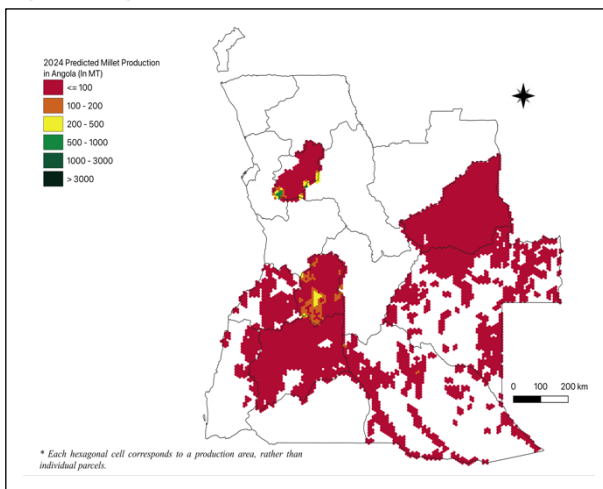 2024 Predicted Millet Production
in Angola (In MT)
<= 100
100 - 200
200 - 500
500 - 1000
1000 - 3000
> 3000
0 100 200 km
* Each hexagonal cell corresponds to a production area, rather than
individual parcels.